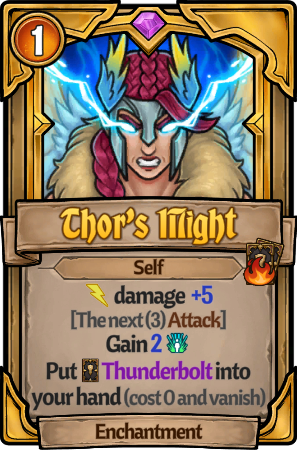 1
Thor's Might
Self
damage +5
[The next (3) Attack]
Gain 2
Put Thunderbolt into
your hand (cost 0 and vanish)
Enchantment